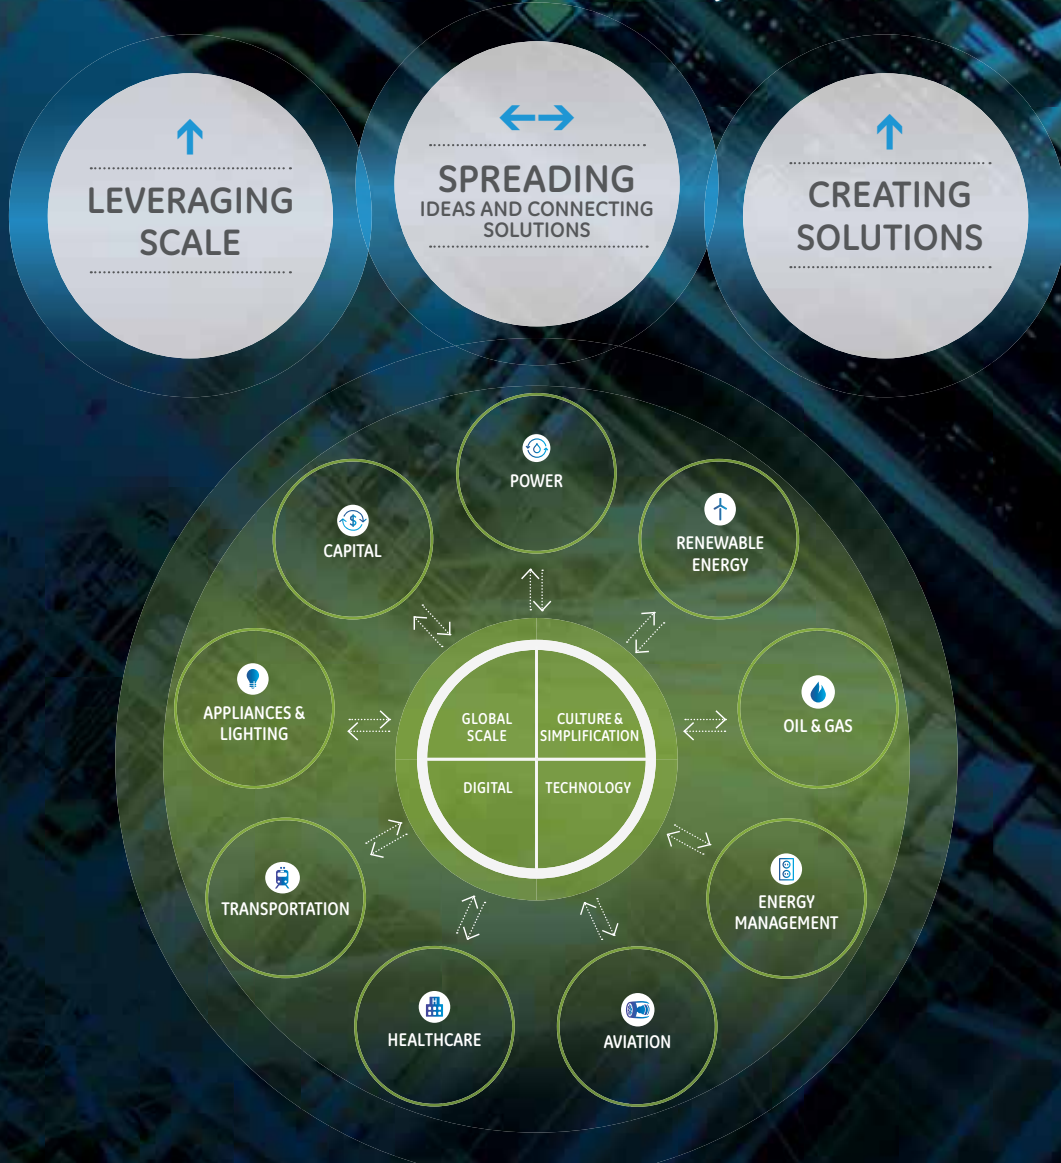 LEVERAGING
SCALE
SPREADING
IDEAS AND CONNECTING
SOLUTIONS
CREATING
SOLUTIONS
POWER
RENEWABLE
ENERGY
OIL & GAS
ENERGY
MANAGEMENT
AVIATION
HEALTHCARE
TRANSPORTATION
APPLIANCES &
LIGHTING
CAPITAL
GLOBAL
SCALE
CULTURE &
SIMPLIFICATION
DIGITAL
TECHNOLOGY